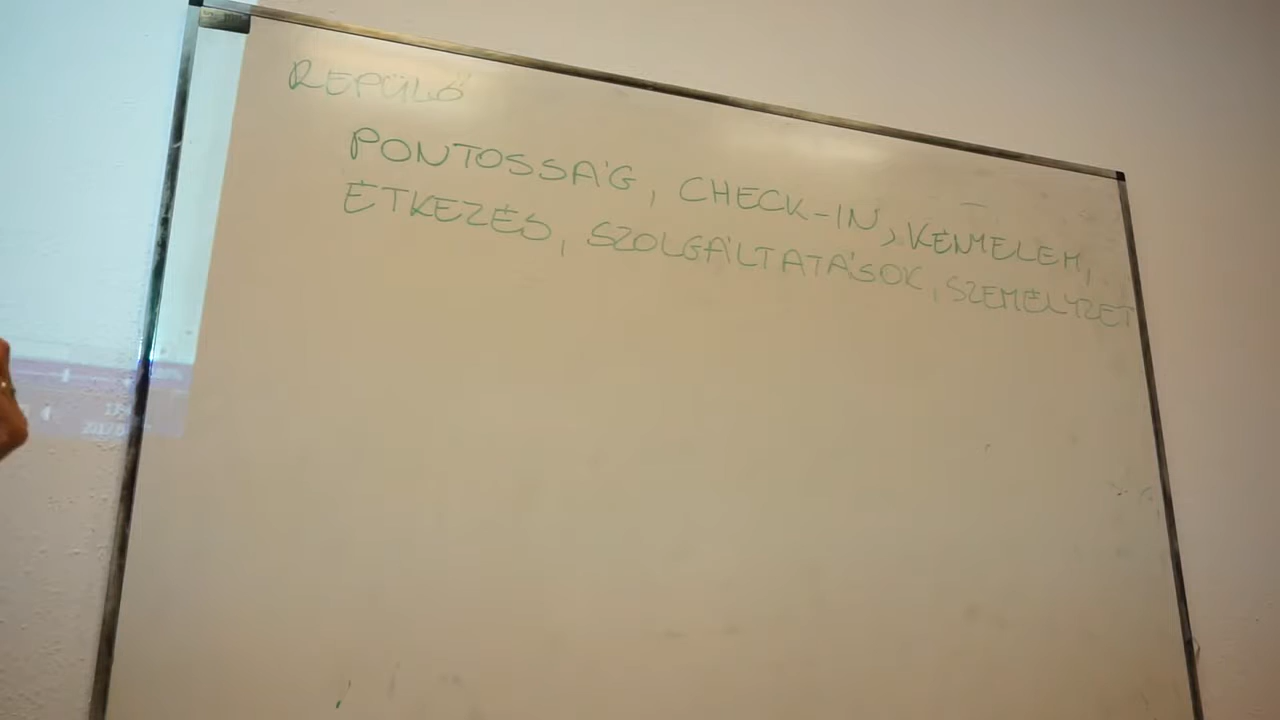 REPÜLŐ
PONTOSSÁG, CHECK-IN, KÉNYELEM,
ÉTKEZÉS, SZOLGÁLTATÁSOK, SZEMÉLYZET